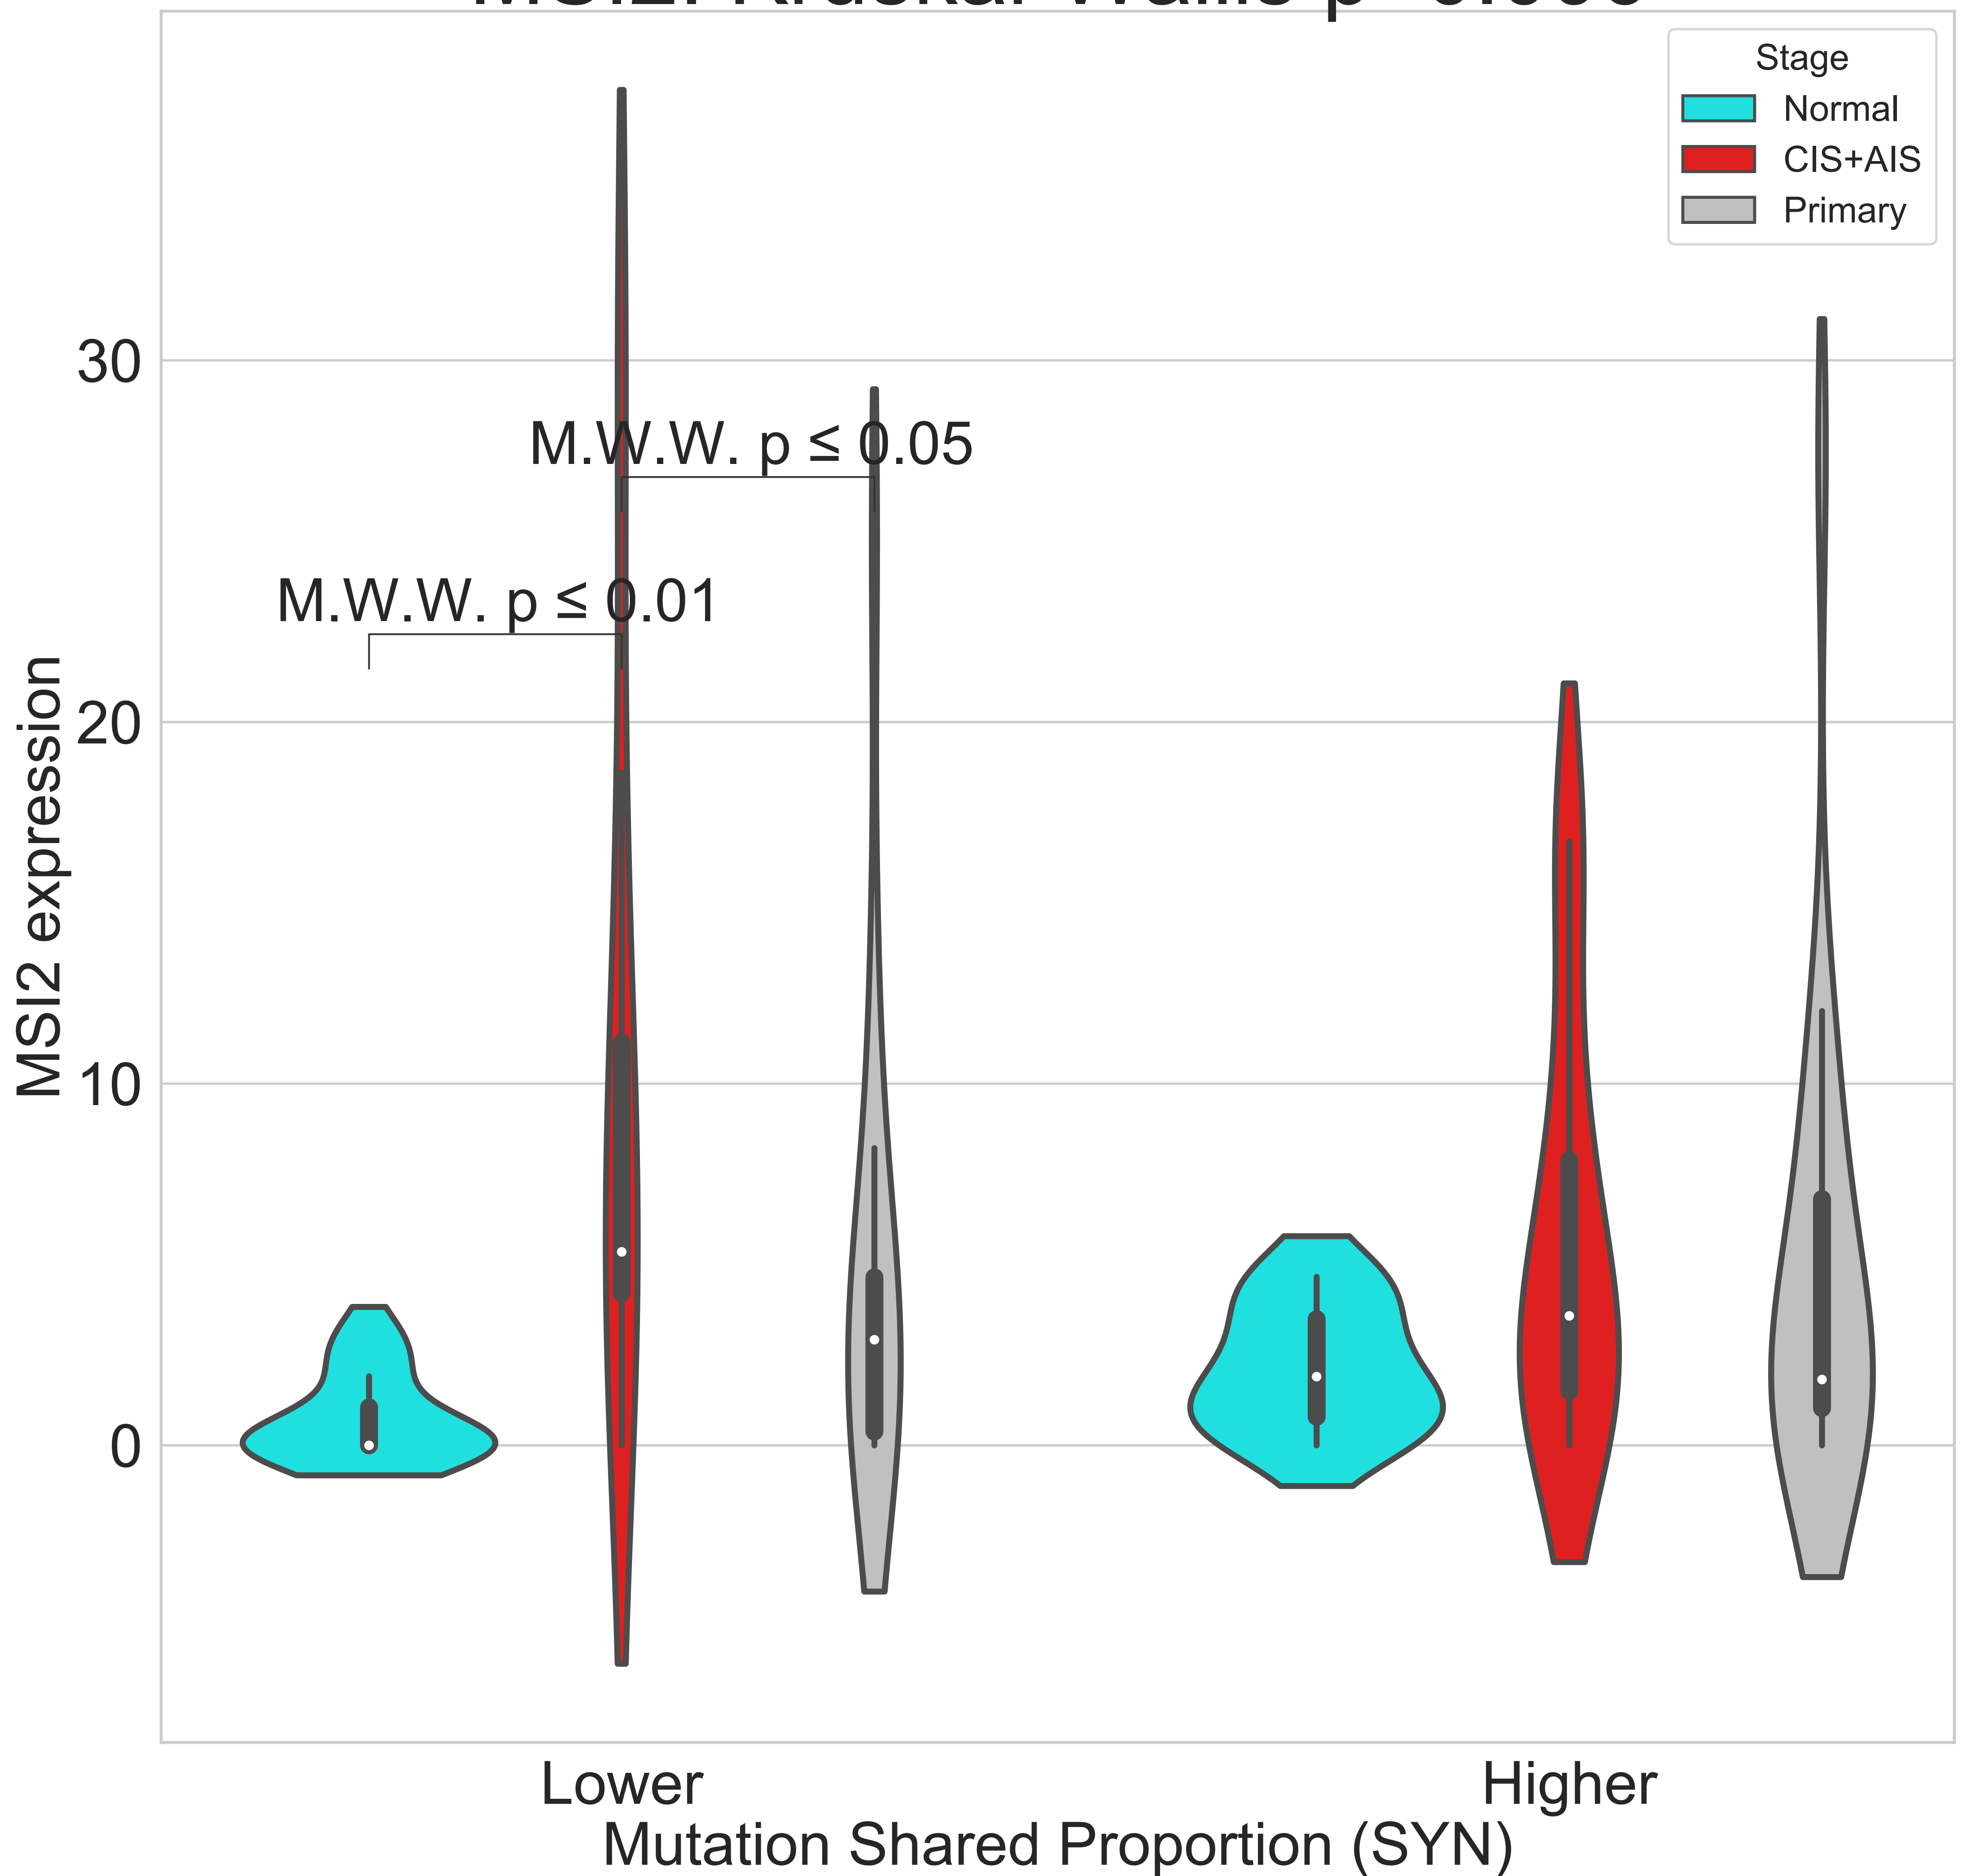 Stage
Normal
CIS+AIS
Primary
30
20
10
0
M.W.W. p ≤ 0.05
M.W.W. p ≤ 0.01
MSI2 expression
Lower
Higher
Mutation Shared Proportion (SYN)